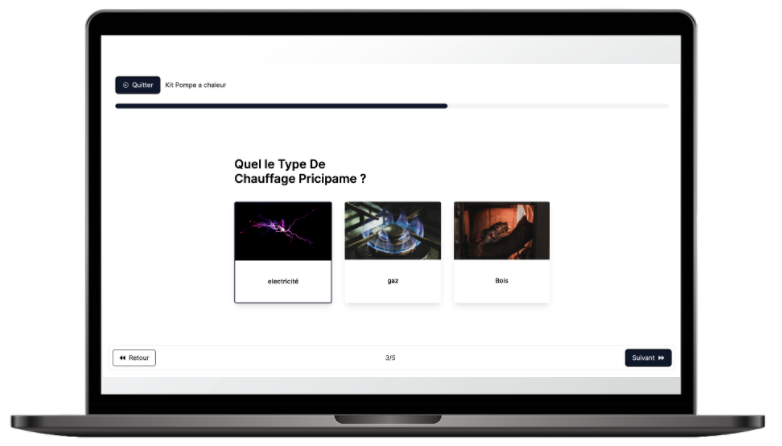 Quitter
Kit Pompe a chaleur
Quel le Type De
Chauffage Pricipame ?
electricité
gaz
Bois
Retour
3/5
Suivant